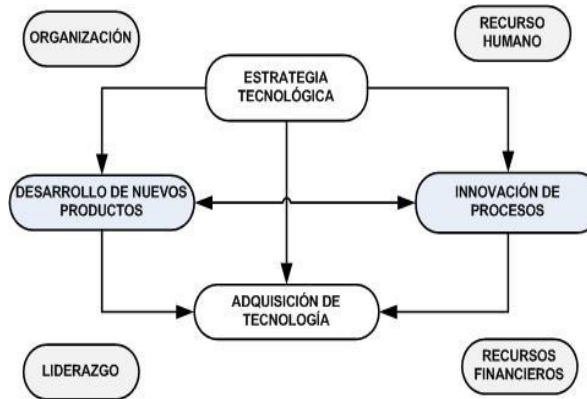 ORGANIZACIÓN
RECURSO
HUMANO
ESTRATEGIA
TECNOLÓGICA
DESARROLLO DE NUEVOS
PRODUCTOS
INNOVACIÓN DE
PROCESOS
ADQUISICIÓN DE
TECNOLOGÍA
LIDERAZGO
RECURSOS
FINANCIEROS